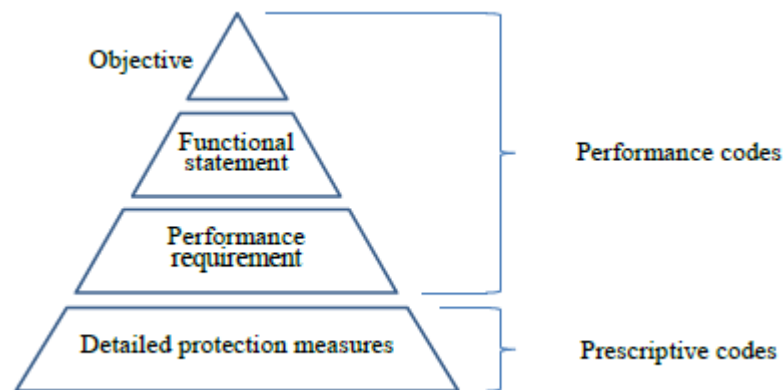 Objective
Functional
statement
Performance codes
Performance
requirement
Detailed protection measures
Prescriptive codes